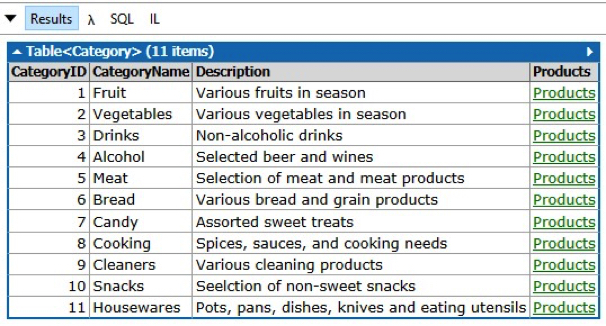 Results λ SQL IL
Table<Category> (11 items)
CategoryID CategoryName Description Products
1 Fruit Various fruits in season Products
2 Vegetables Various vegetables in season Products
3 Drinks Non-alcoholic drinks Products
4 Alcohol Selected beer and wines Products
5 Meat Selection of meat and meat products Products
6 Bread Various bread and grain products Products
7 Candy Assorted sweet treats Products
8 Cooking Spices, sauces, and cooking needs Products
9 Cleaners Various cleaning products Products
10 Snacks Seelction of non-sweet snacks Products
11 Housewares Pots, pans, dishes, knives and eating utensils Products